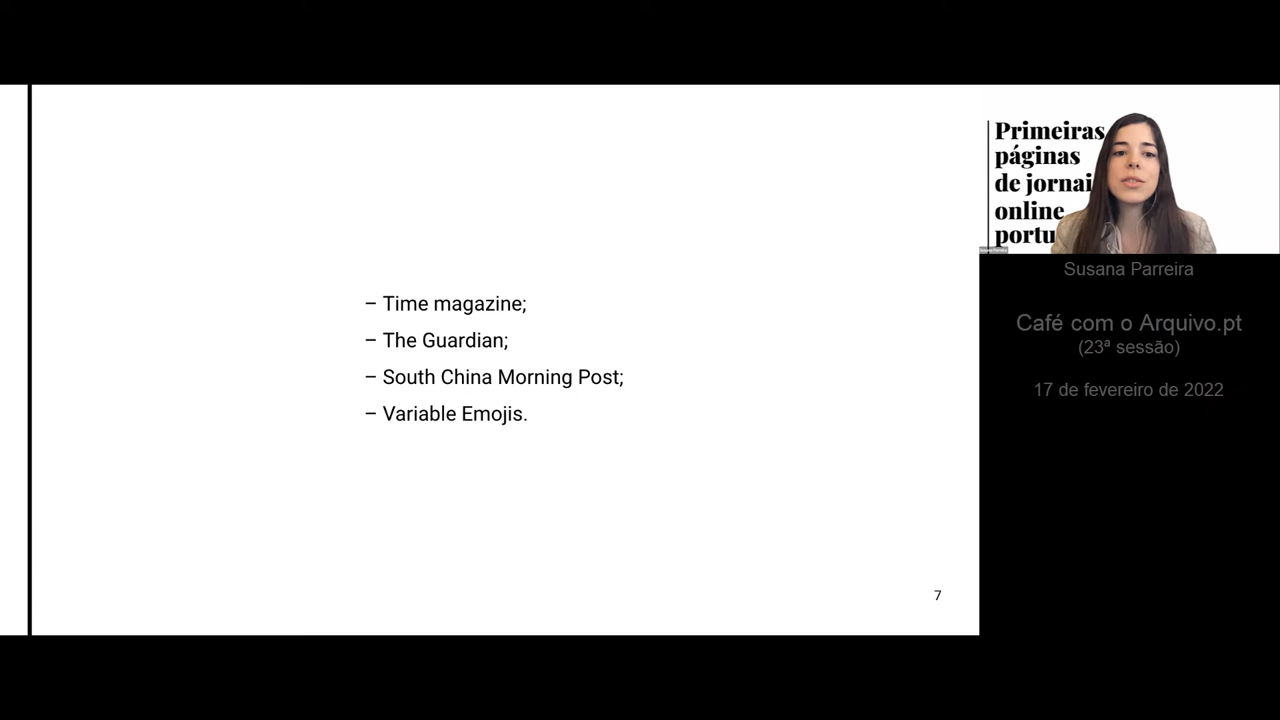 – Time magazine;
– The Guardian;
– South China Morning Post;
– Variable Emojis.
7
Primeiras
páginas
de jornai
online
portu
Susana Parreira
Café com o Arquivo.pt
(23ª sessão)
17 de fevereiro de 2022